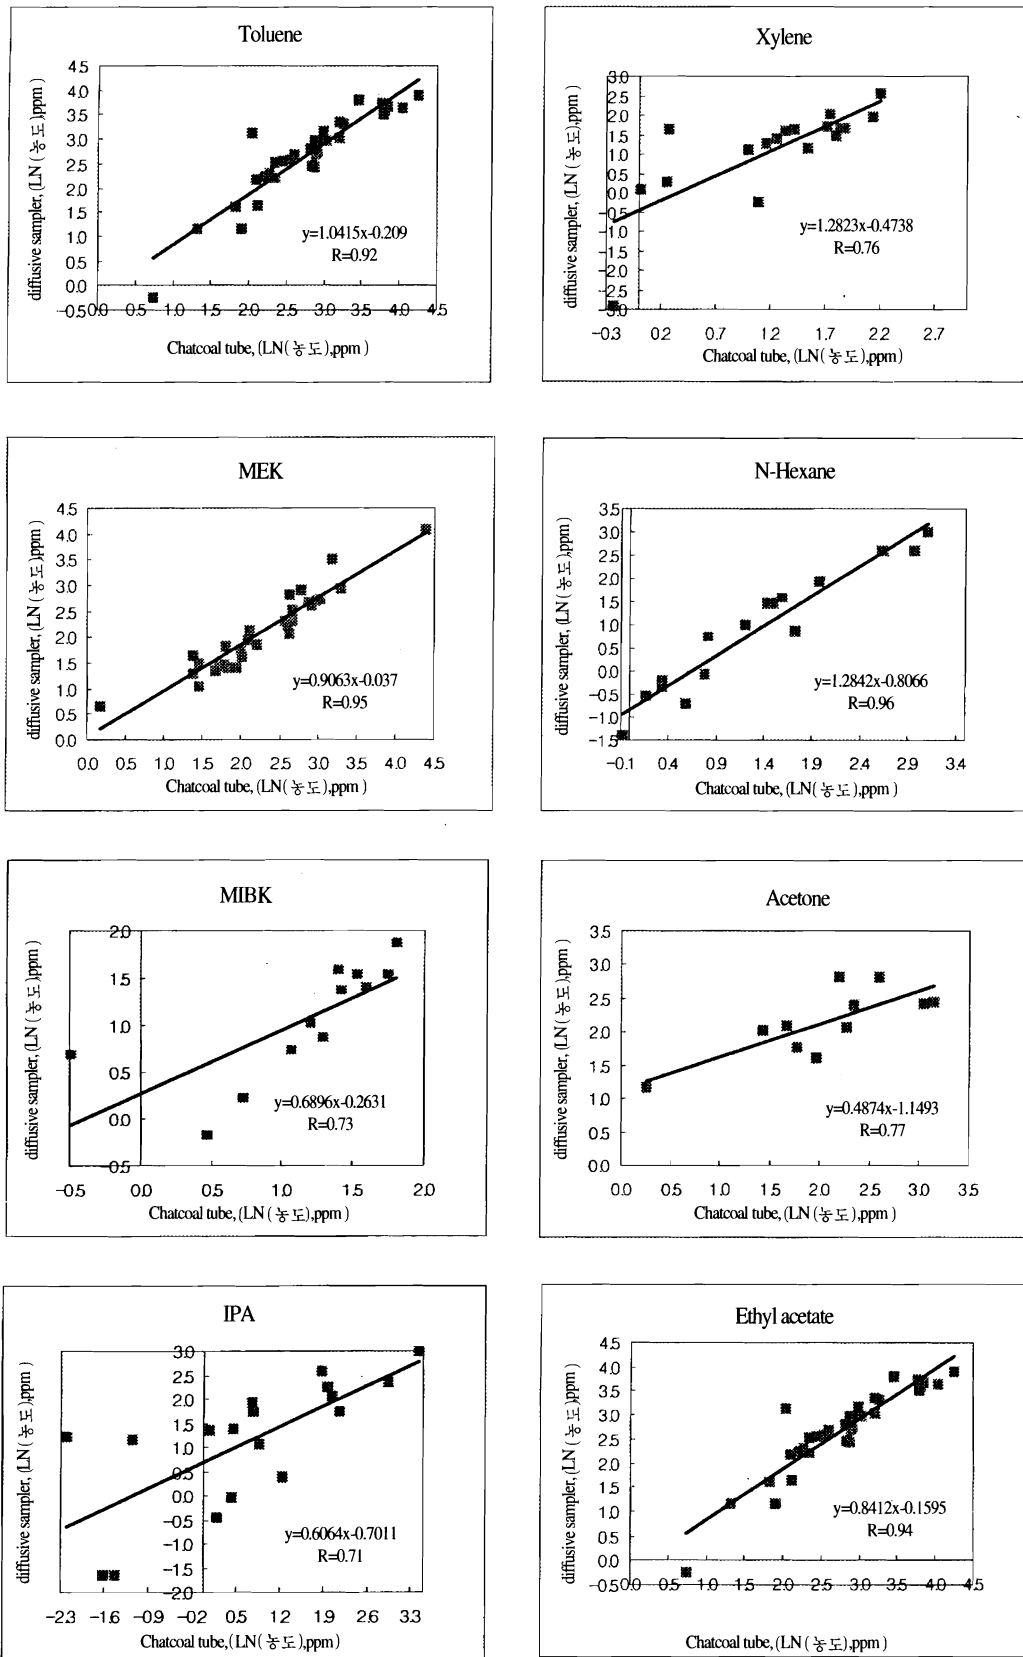 Toluene
diffusive sampler, (LN(농도),ppm )
4.5
4.0
3.5
3.0
2.5
2.0
1.5
1.0
0.5
0.0
-0.5
y=1.0415x-0.209
R=0.92
0.0 0.5 1.0 1.5 2.0 2.5 3.0 3.5 4.0 4.5
Chatcoal tube, (LN(농도),ppm )
Xylene
diffusive sampler, (LN (농도),ppm )
3.0
2.5
2.0
1.5
1.0
0.5
0.0
-0.5
-1.0
-1.5
-2.0
-2.5
-3.0
y=1.2823x-0.4738
R=0.76
-0.3 0.2 0.7 1.2 1.7 2.2 2.7
Chatcoal tube, (LN(농도),ppm)
MEK
diffusive sampler, (LN (농도),ppm )
4.5
4.0
3.5
3.0
2.5
2.0
1.5
1.0
0.5
0.0
y=0.9063x-0.037
R=0.95
0.0 0.5 1.0 1.5 2.0 2.5 3.0 3.5 4.0 4.5
Chatcoal tube, (LN(농도),ppm )
N-Hexane
diffusive sampler, (LN (농도),ppm )
3.5
3.0
2.5
2.0
1.5
1.0
0.0
-0.5
-1.0
-1.5
y=1.2842x-0.8066
R=0.96
-0.1 0.4 0.9 1.4 1.9 2.4 2.9 3.4
Chatcoal tube, (LN(농도),ppm )
MIBK
diffusive sampler, (LN (농도),ppm )
2.0
1.5
1.0
0.5
0.0
-0.5
y=0.6896x-0.2631
R=0.73
-0.5 0.0 0.5 1.0 1.5 2.0
Chatcoal tube, (LN(농도),ppm )
Acetone
diffusive sampler, (LN (농도),ppm )
3.5
3.0
2.5
2.0
1.5
1.0
0.5
0.0
y=0.4874x-1.1493
R=0.77
0.0 0.5 1.0 1.5 2.0 2.5 3.0 3.5
Chatcoal tube, (LN(농도),ppm )
IPA
diffusive sampler, (LN (농도),ppm )
3.0
2.5
2.0
1.5
1.0
0.5
0.0
-0.5
-1.0
-1.5
-2.0
y=0.6064x-0.7011
R=0.71
-2.3 -1.6 -0.9 -0.2 0.5 1.2 1.9 2.6 3.3
Chatcoal tube, (LN(농도),ppm)
Ethyl acetate
diffusive sampler, (LN (농도),ppm )
4.5
4.0
3.5
3.0
2.5
2.0
1.5
1.0
0.5
0.0
-0.5
y=0.8412x-0.1595
R=0.94
0.0 0.5 1.0 1.5 2.0 2.5 3.0 3.5 4.0 4.5
Chatcoal tube, (LN(농도),ppm )